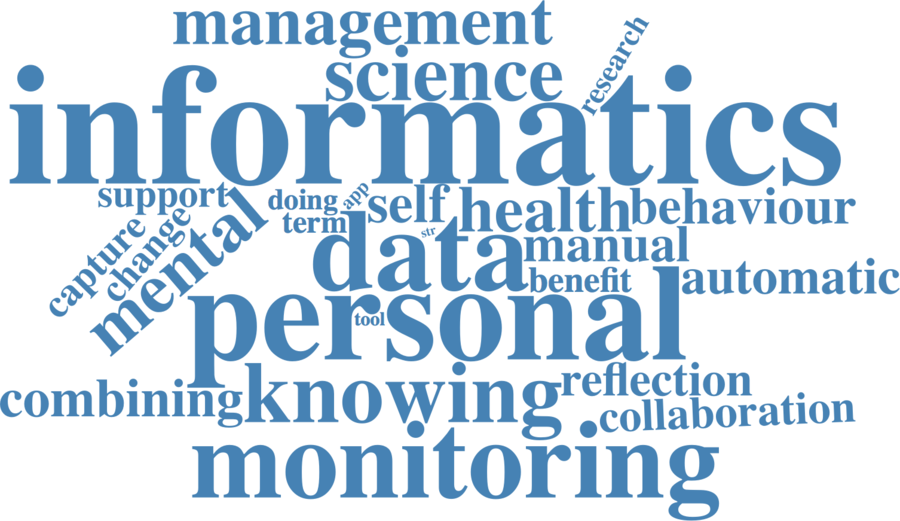 management
science
research
informatics
support
doing
app
self
health
behaviour
term
str
capture
change
mental
data
manual
benefit
automatic
personal
tool
combining
knowing
reflection
collaboration
monitoring